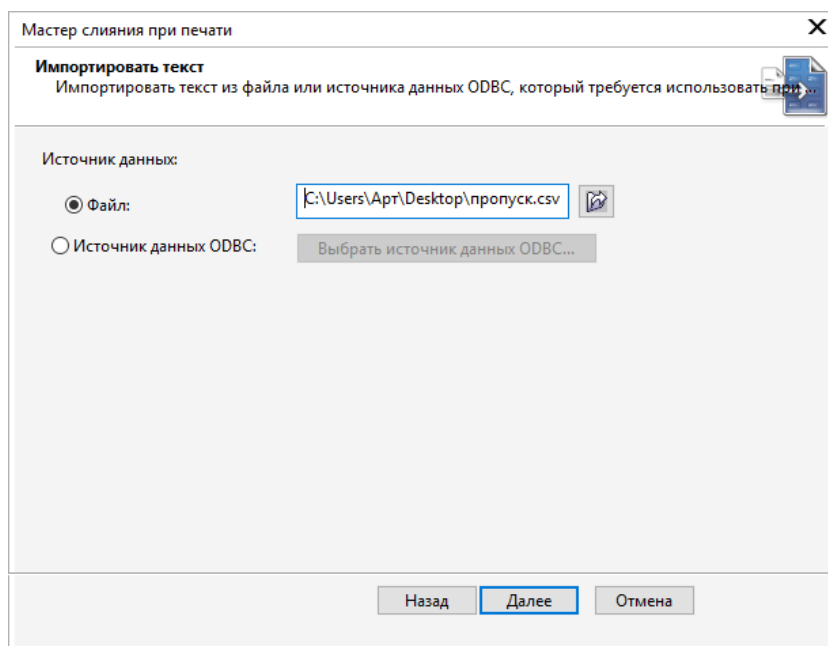 Мастер слияния при печати
Импортировать текст
Импортировать текст из файла или источника данных ODBC, который требуется использовать при ...
Источник данных:
Файл: C:\Users\Арт\Desktop\пропуск.csv
Источник данных ODBC: Выбрать источник данных ODBC...
Назад Далее Отмена